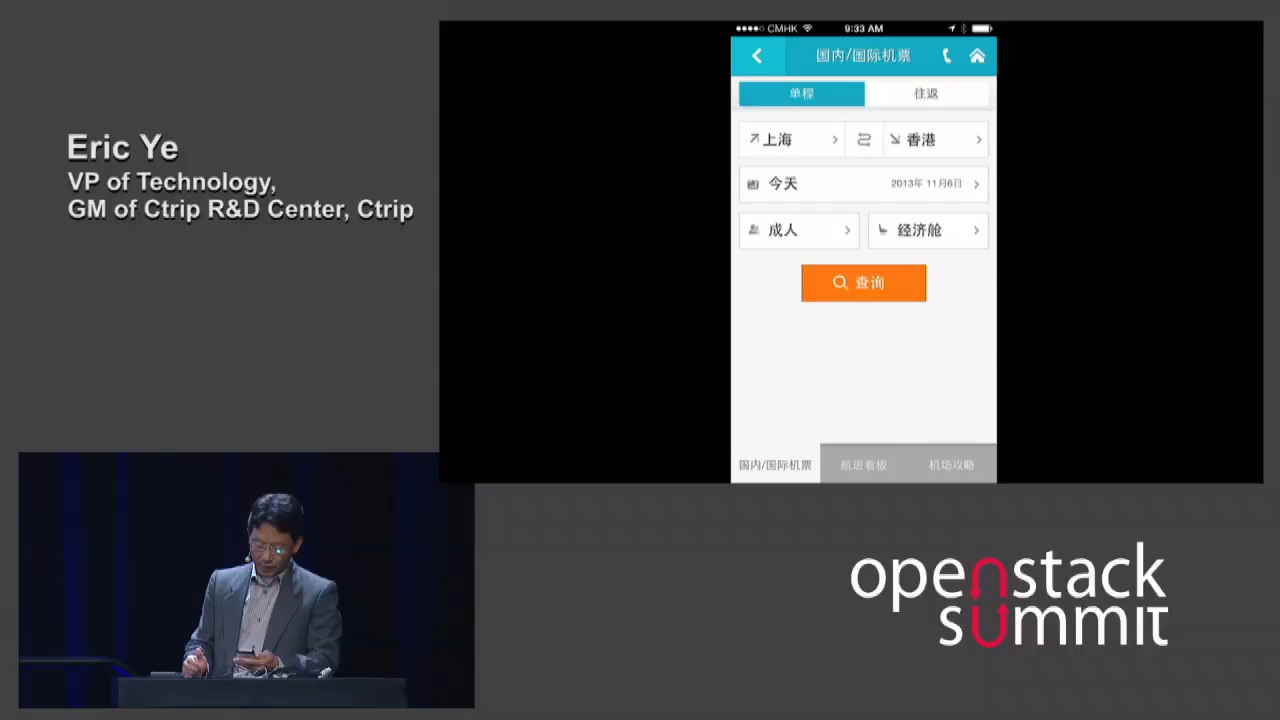 Eric Ye
VP of Technology,
GM of Ctrip R&D Center, Ctrip
CMHK
9:33 AM
国内/国际机票
单程
往返
上海
香港
今天
2013年 11月6日
成人
经济舱
查询
国内/国际机票
航班看板
机场攻略
openstack
summit